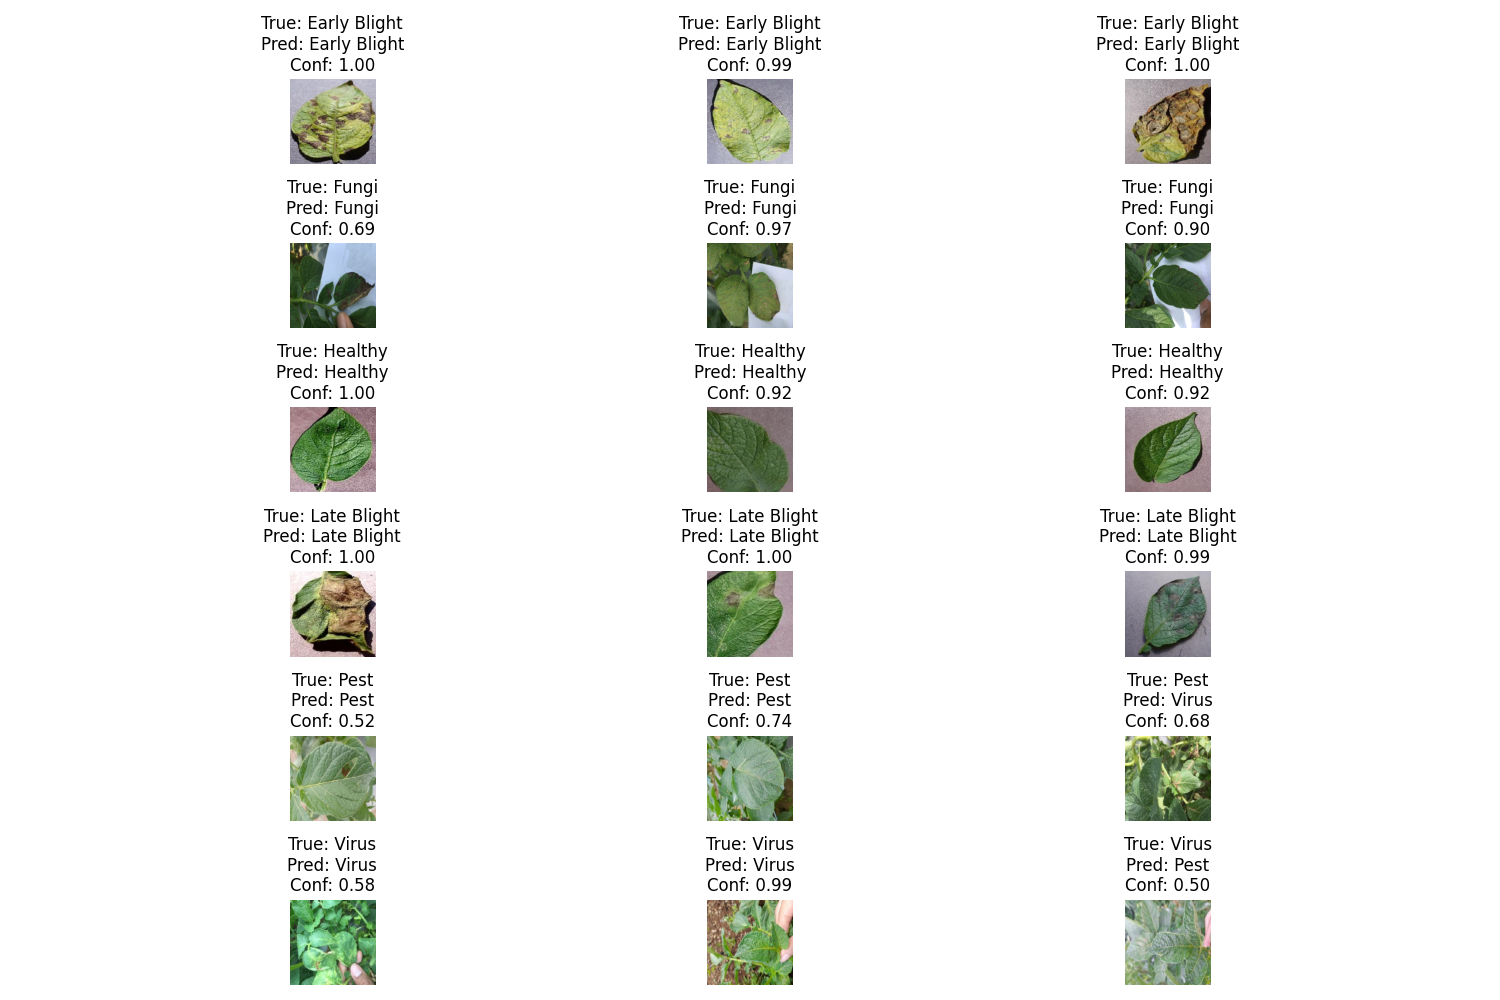 True: Early Blight
Pred: Early Blight
Conf: 1.00
True: Early Blight
Pred: Early Blight
Conf: 0.99
True: Early Blight
Pred: Early Blight
Conf: 1.00
True: Fungi
Pred: Fungi
Conf: 0.69
True: Fungi
Pred: Fungi
Conf: 0.97
True: Fungi
Pred: Fungi
Conf: 0.90
True: Healthy
Pred: Healthy
Conf: 1.00
True: Healthy
Pred: Healthy
Conf: 0.92
True: Healthy
Pred: Healthy
Conf: 0.92
True: Late Blight
Pred: Late Blight
Conf: 1.00
True: Late Blight
Pred: Late Blight
Conf: 1.00
True: Late Blight
Pred: Late Blight
Conf: 0.99
True: Pest
Pred: Pest
Conf: 0.52
True: Pest
Pred: Pest
Conf: 0.74
True: Pest
Pred: Virus
Conf: 0.68
True: Virus
Pred: Virus
Conf: 0.58
True: Virus
Pred: Virus
Conf: 0.99
True: Virus
Pred: Pest
Conf: 0.50